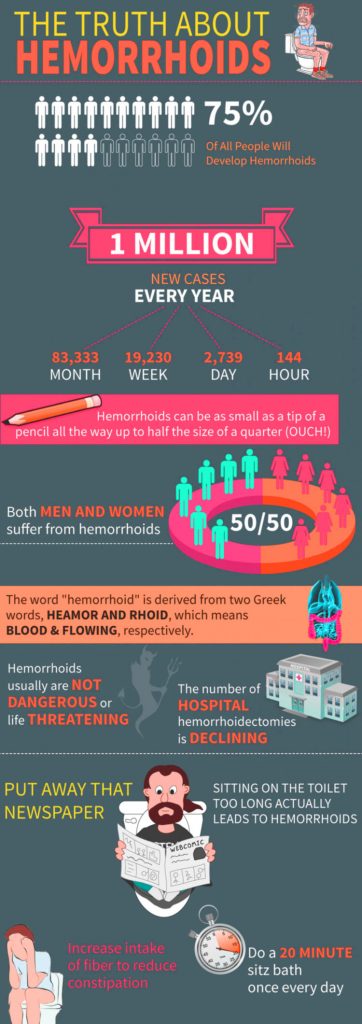 THE TRUTH ABOUT
HEMORRHOIDS
75%
Of All People Will
Develop Hemorrhoids
1 MILLION
NEW CASES
EVERY YEAR
83,333
MONTH
19,230
WEEK
2,739
DAY
144
HOUR
Hemorrhoids can be as small as a tip of a
pencil all the way up to half the size of a quarter (OUCH!)
Both MEN AND WOMEN
suffer from hemorrhoids
50/50
The word "hemorrhoid" is derived from two Greek
words, HEAMOR AND RHOID, which means
BLOOD & FLOWING, respectively.
Hemorrhoids
usually are NOT
DANGEROUS or
life THREATENING
HOSPITAL
The number of
HOSPITAL
hemorrhoidectomies
is DECLINING
PUT AWAY THAT
NEWSPAPER
WEBCOMIC
SITTING ON THE TOILET
TOO LONG ACTUALLY
LEADS TO HEMORRHOIDS
Increase intake
of fiber to reduce
constipation
Do a 20 MINUTE
sitz bath
once every day